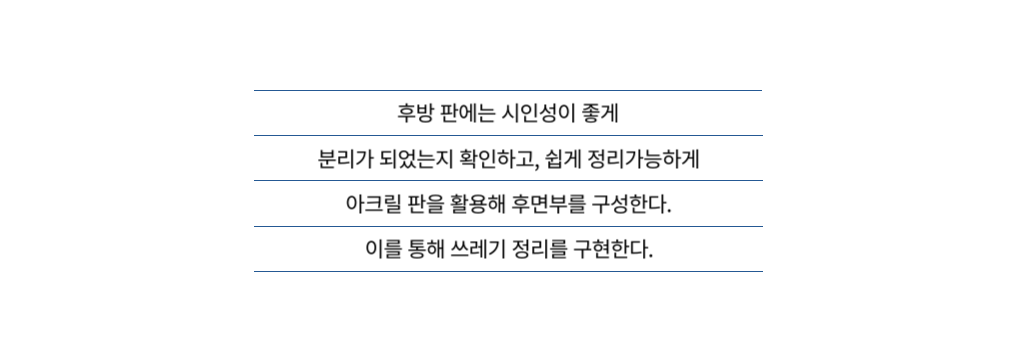 후방 판에는 시인성이 좋게
분리가 되었는지 확인하고, 쉽게 정리가능하게
아크릴 판을 활용해 후면부를 구성한다.
이를 통해 쓰레기 정리를 구현한다.